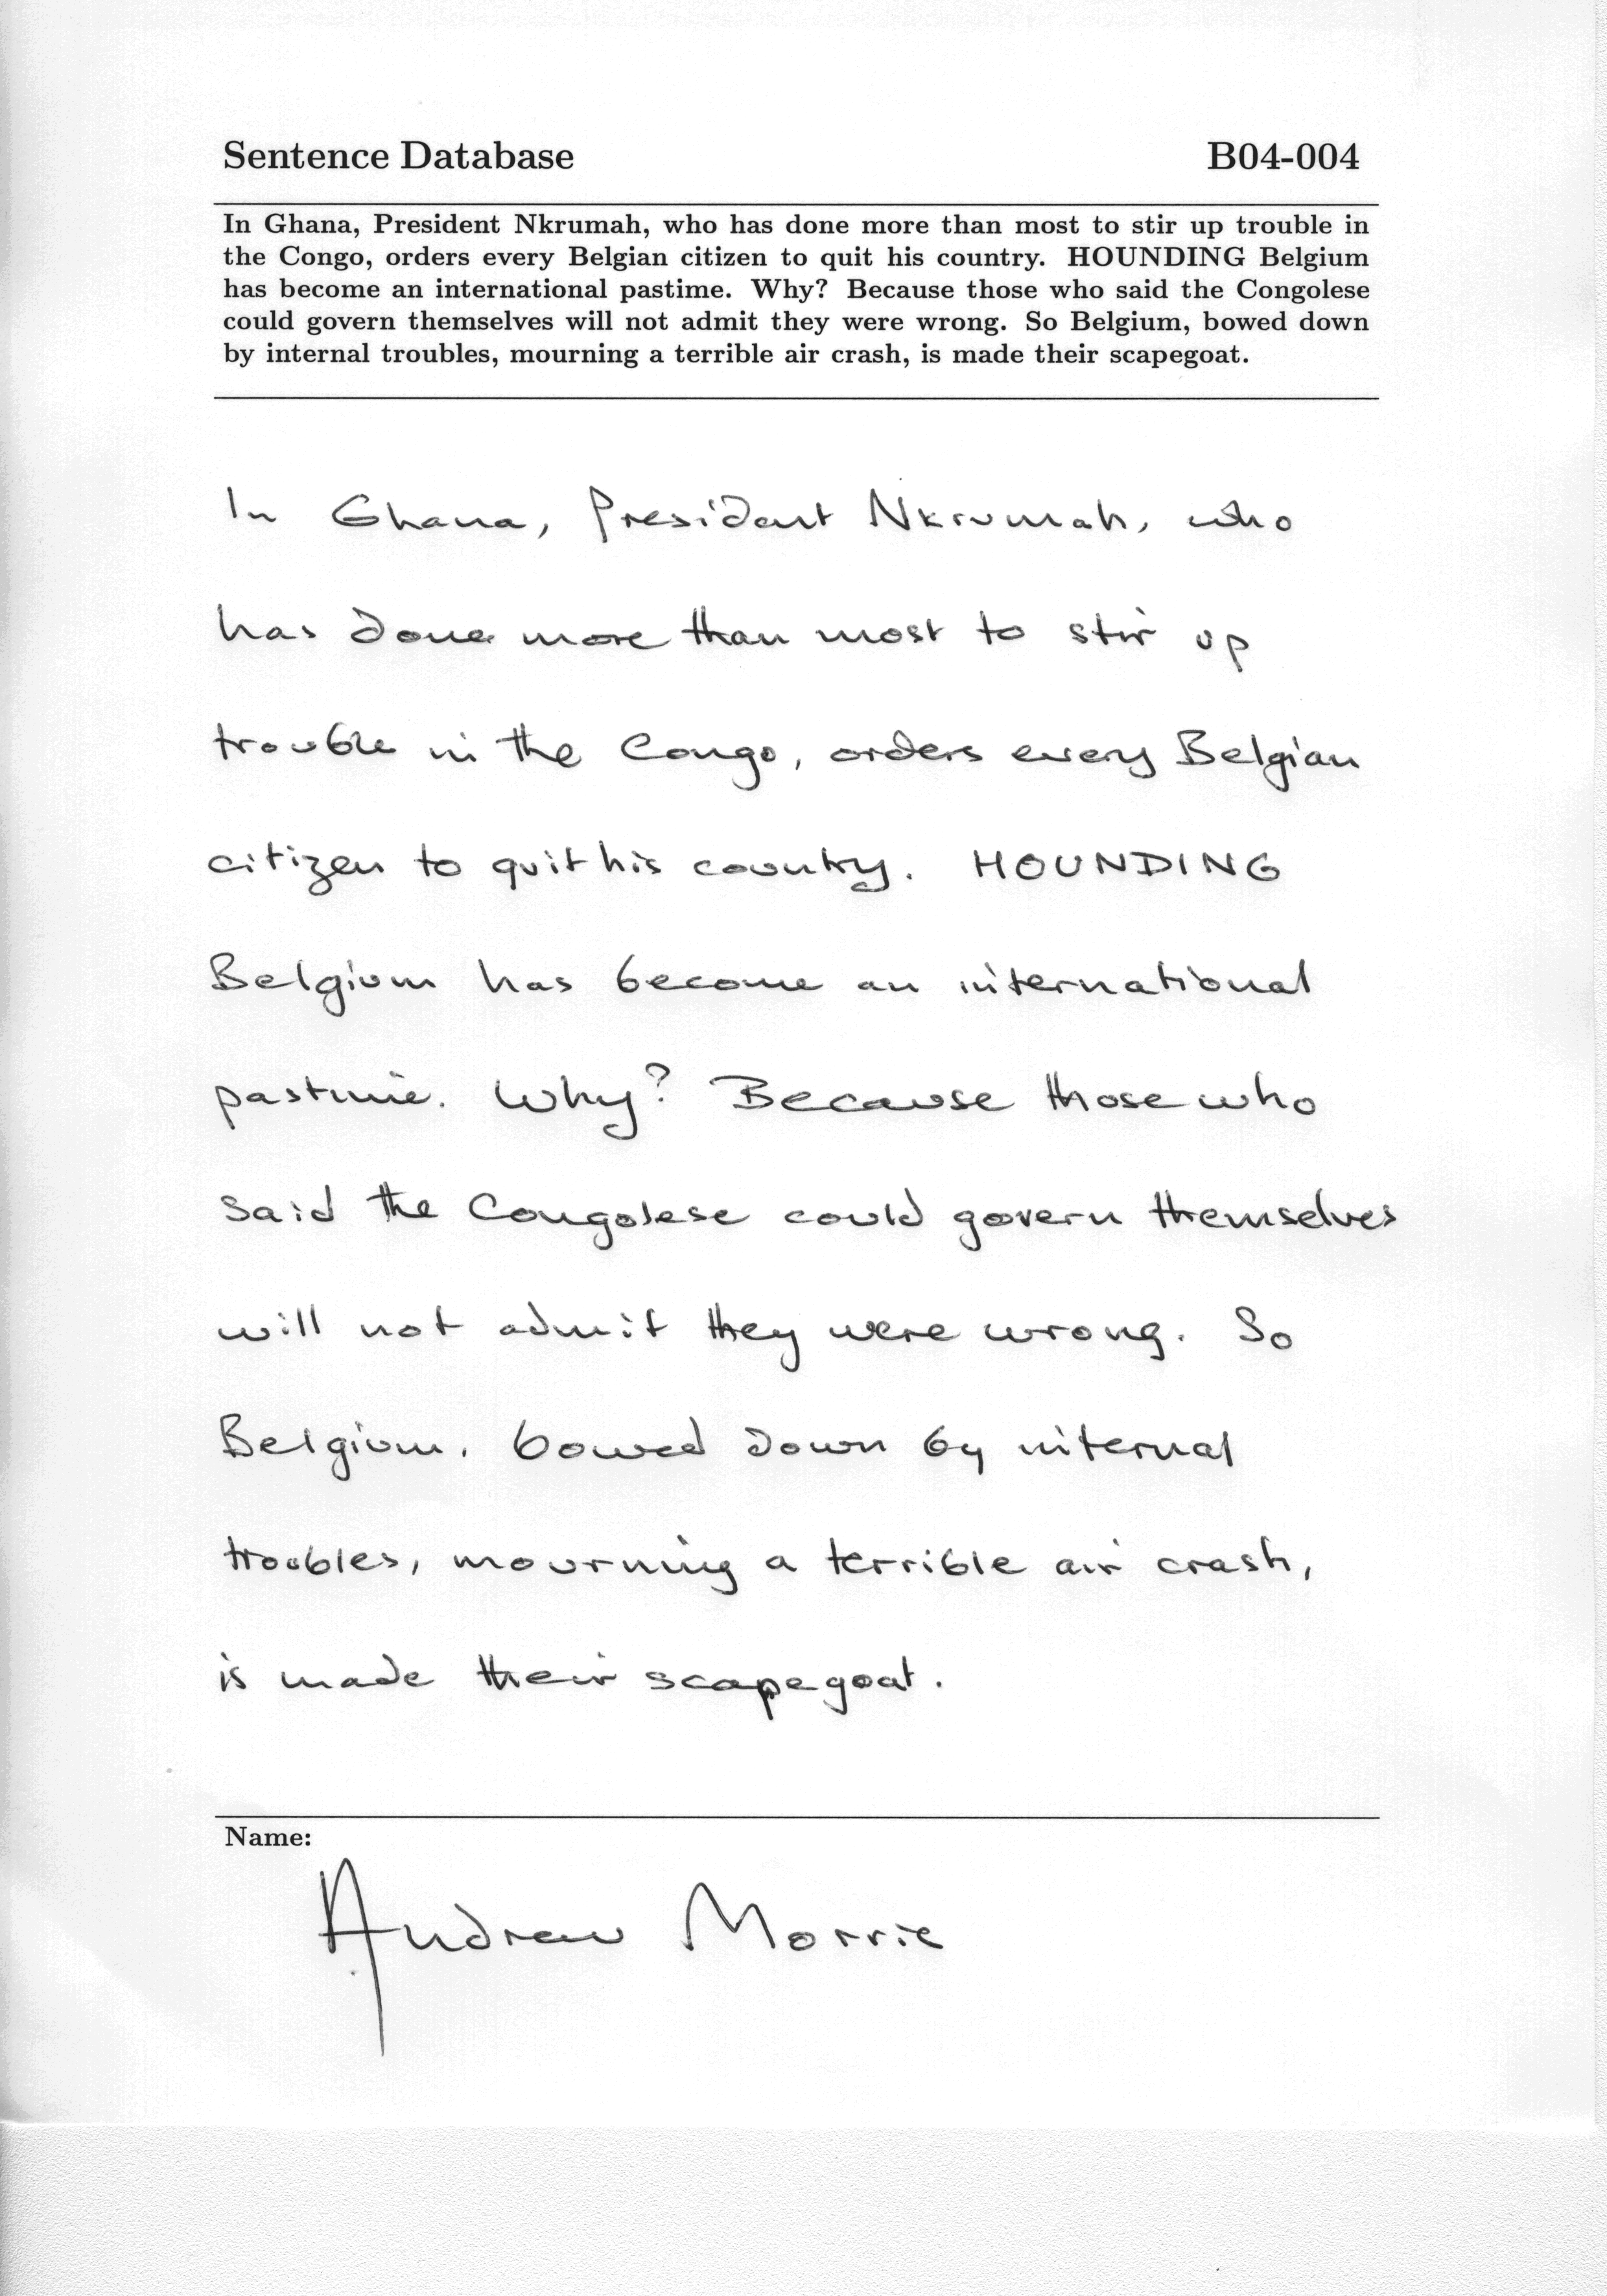 Sentence Database B04-004
In Ghana, President Nkrumah, who has done more than most to stir up trouble in
the Congo, orders every Belgian citizen to quit his country. HOUNDING Belgium
has become an international pastime. Why? Because those who said the Congolese
could govern themselves will not admit they were wrong. So Belgium, bowed down
by internal troubles, mourning a terrible air crash, is made their scapegoat.
In Ghana, President Nkrumah, who
has done more than most to stir up
trouble in the Congo, orders every Belgian
citizen to quit his country. HOUNDING
Belgium has become an international
pastime. Why? Because those who
said the Congolese could govern themselves
will not admit they were wrong. So
Belgium, bowed down by internal
troubles, mourning a terrible air crash,
is made their scapegoat.
Name:
Andrew Morris